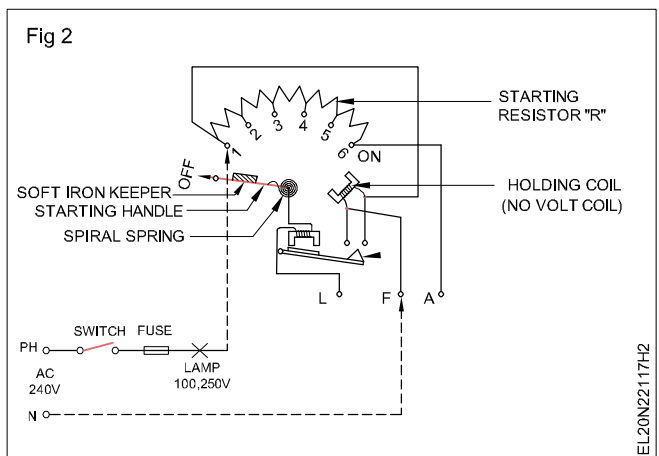 Fig 2
STARTING
RESISTOR "R"
1
2
3
4
5
6
ON
OFF
SOFT IRON KEEPER
STARTING HANDLE
SPIRAL SPRING
HOLDING COIL
(NO VOLT COIL)
L
F
A
SWITCH
FUSE
PH
AC
240V
LAMP
100,250V
N
EL20N22117H2